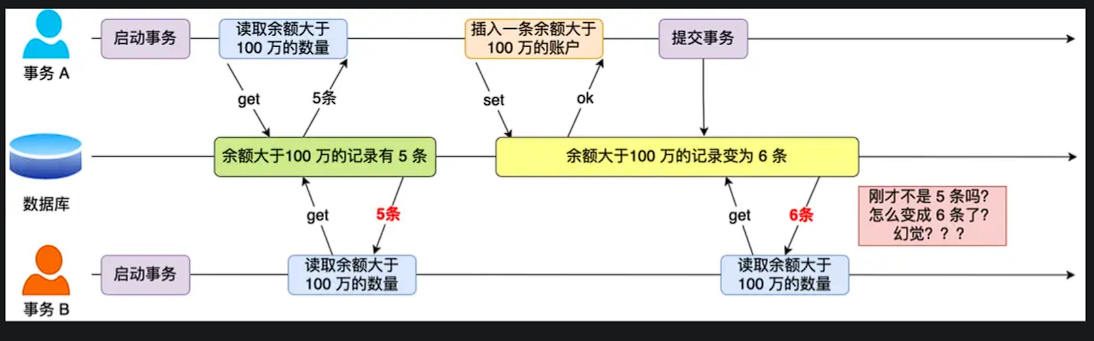 启动事务
读取余额大于
100 万的数量
插入一条余额大于
100 万的账户
提交事务
事务 A
get
5条
set
ok
余额大于100 万的记录有 5 条
余额大于100 万的记录变为 6 条
数据库
get
5条
get
6条
刚才不是 5 条吗?
怎么变成 6 条了?
幻觉? ? ?
启动事务
读取余额大于
100 万的数量
读取余额大于
100 万的数量
事务 B